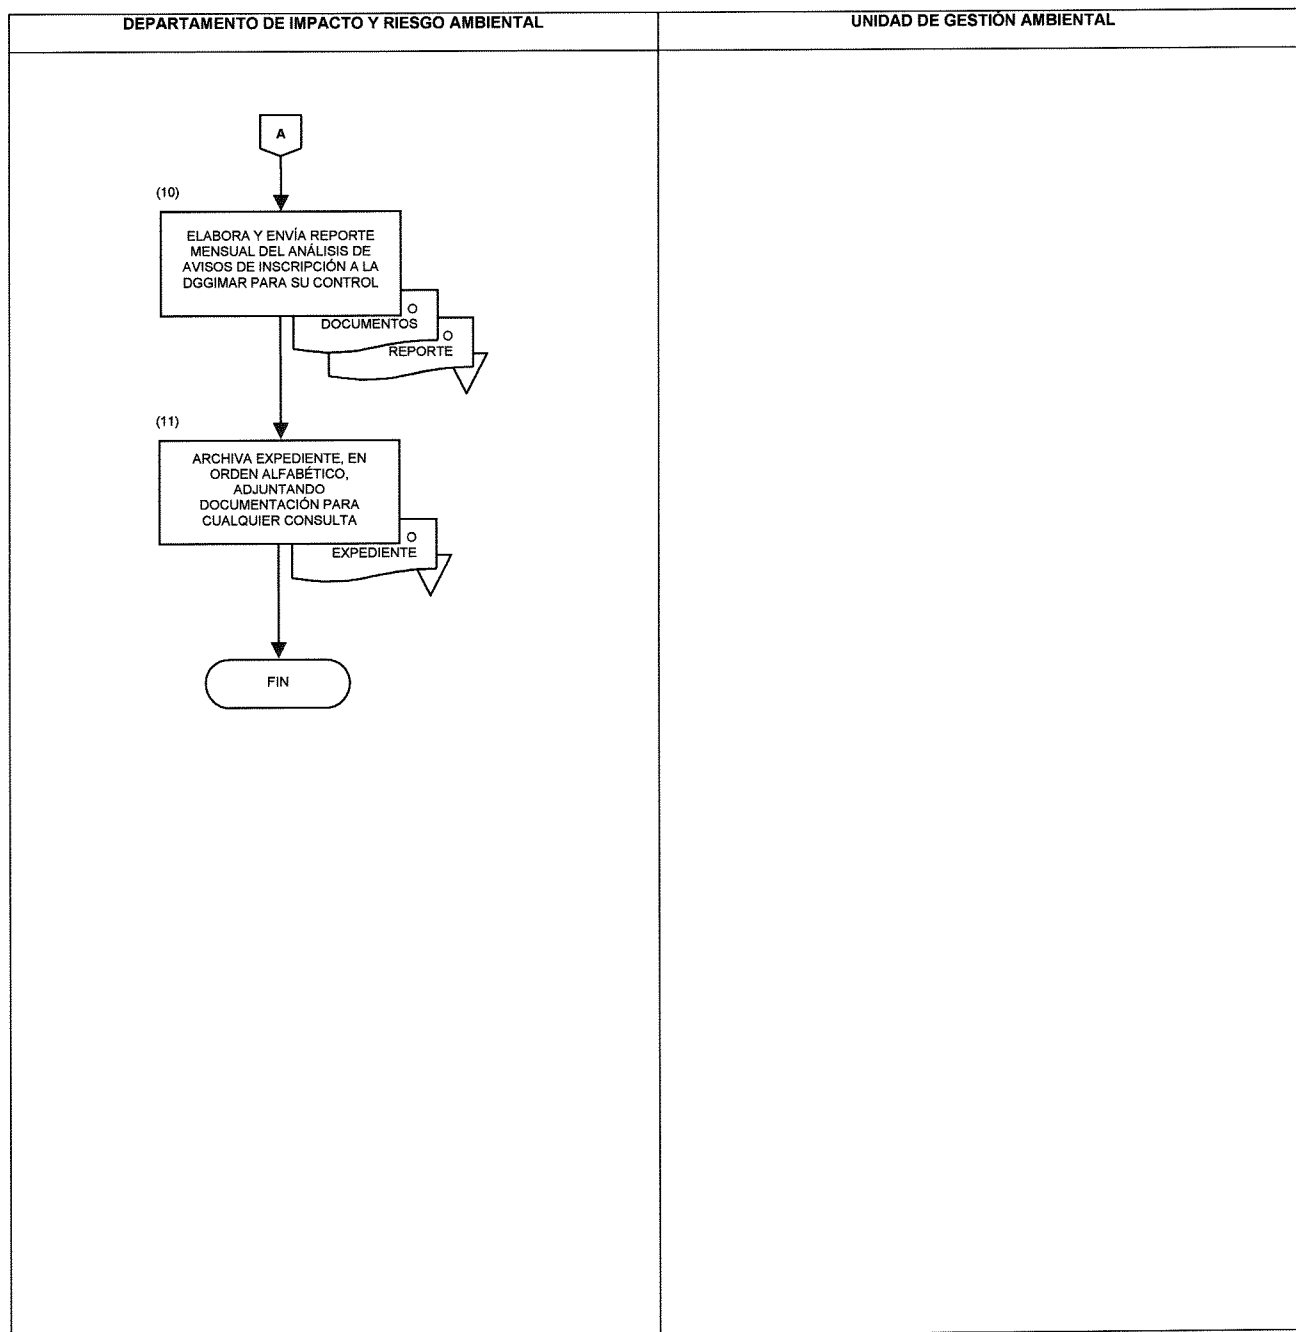 DEPARTAMENTO DE IMPACTO Y RIESGO AMBIENTAL
UNIDAD DE GESTIÓN AMBIENTAL
A
(10)
ELABORA Y ENVÍA REPORTE
MENSUAL DEL ANÁLISIS DE
AVISOS DE INSCRIPCIÓN A LA
DGGIMAR PARA SU CONTROL
O
DOCUMENTOS
O
REPORTE
(11)
ARCHIVA EXPEDIENTE, EN
ORDEN ALFABÉTICO,
ADJUNTANDO
DOCUMENTACIÓN PARA
CUALQUIER CONSULTA
O
EXPEDIENTE
FIN